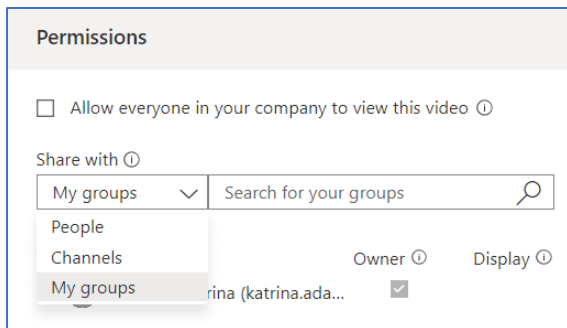 Permissions
Allow everyone in your company to view this video
Share with
My groups Search for your groups
People
Channels Owner Display
My groups rina (katrina.ada...